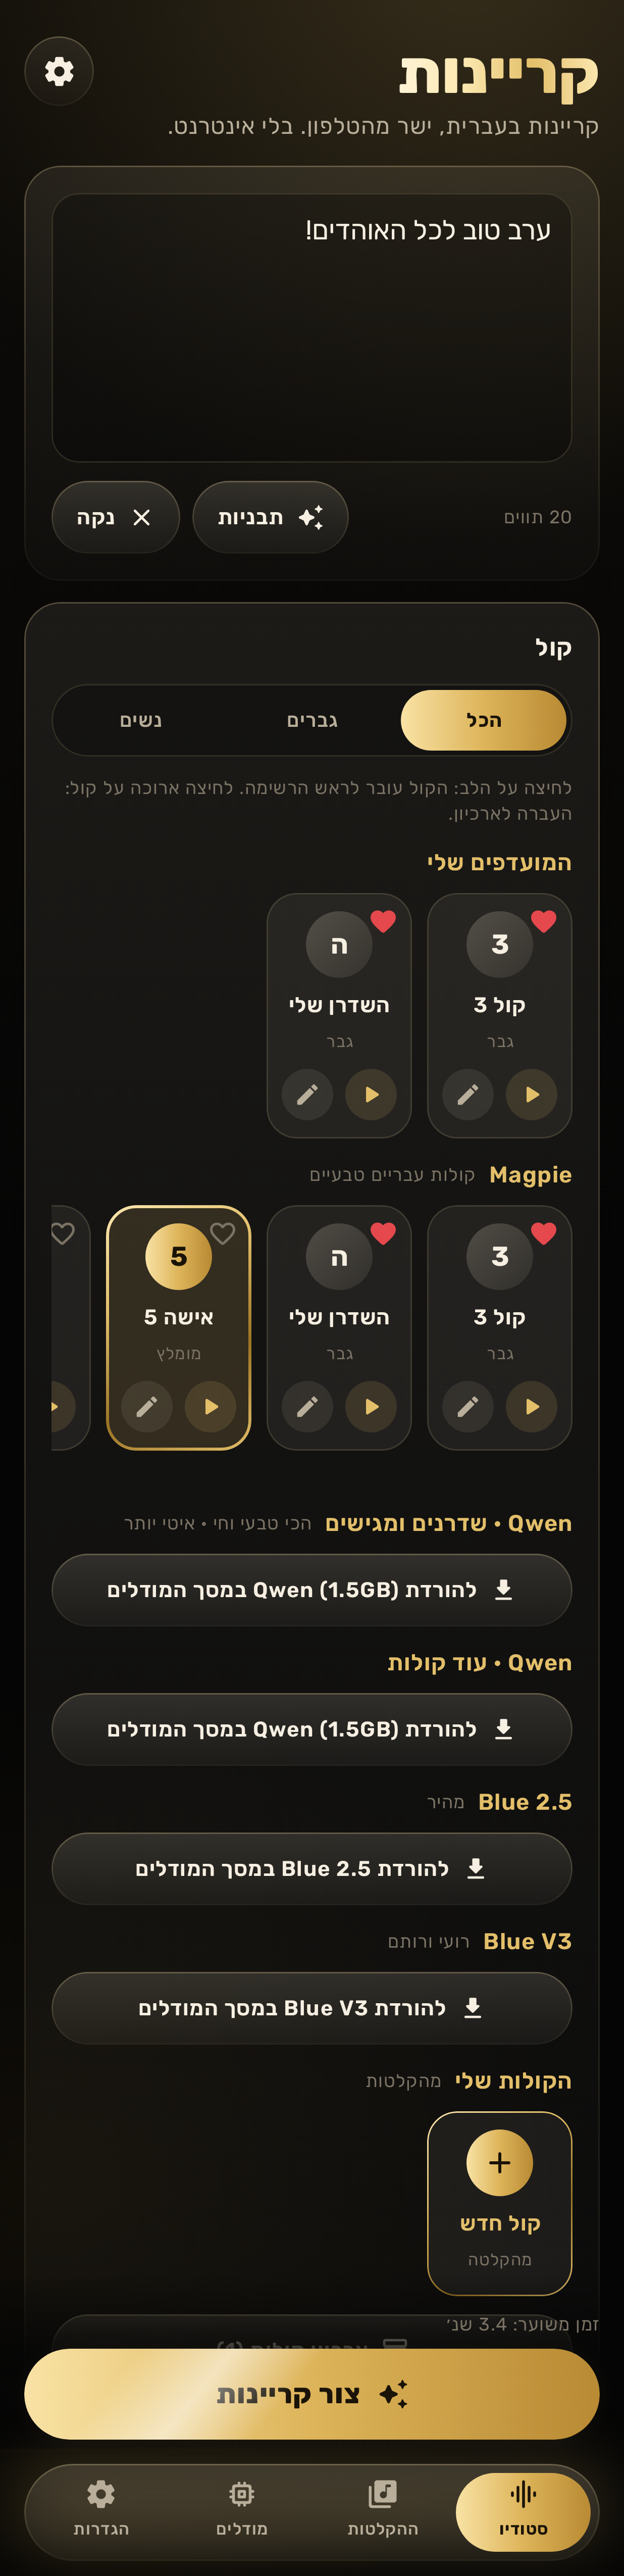 קריינות
קריינות בעברית, ישר מהטלפון. בלי אינטרנט.
ערב טוב לכל האוהדים!
20 תווים
תבניות
נקה
קול
הכל
גברים
נשים
לחיצה על הלב: הקול עובר לראש הרשימה. לחיצה ארוכה על קול:
העברה לארכיון.
המועדפים שלי
3
ה
קול 3
השדרן שלי
גבר
גבר
Magpie קולות עבריים טבעיים
3
ה
5
קול 3
השדרן שלי
אישה 5
גבר
גבר
מומלץ
Qwen • שדרנים ומגישים הכי טבעי וחי • איטי יותר
להורדת Qwen (1.5GB) במסך המודלים
Qwen • עוד קולות
להורדת Qwen (1.5GB) במסך המודלים
Blue 2.5 מהיר
להורדת Blue 2.5 במסך המודלים
Blue V3 רועי ורותם
להורדת Blue V3 במסך המודלים
הקולות שלי מהקלטות
קול חדש
מהקלטה
זמן משוער: 3.4 שנ׳
צור קריינות
סטודיו
ההקלטות
מודלים
הגדרות